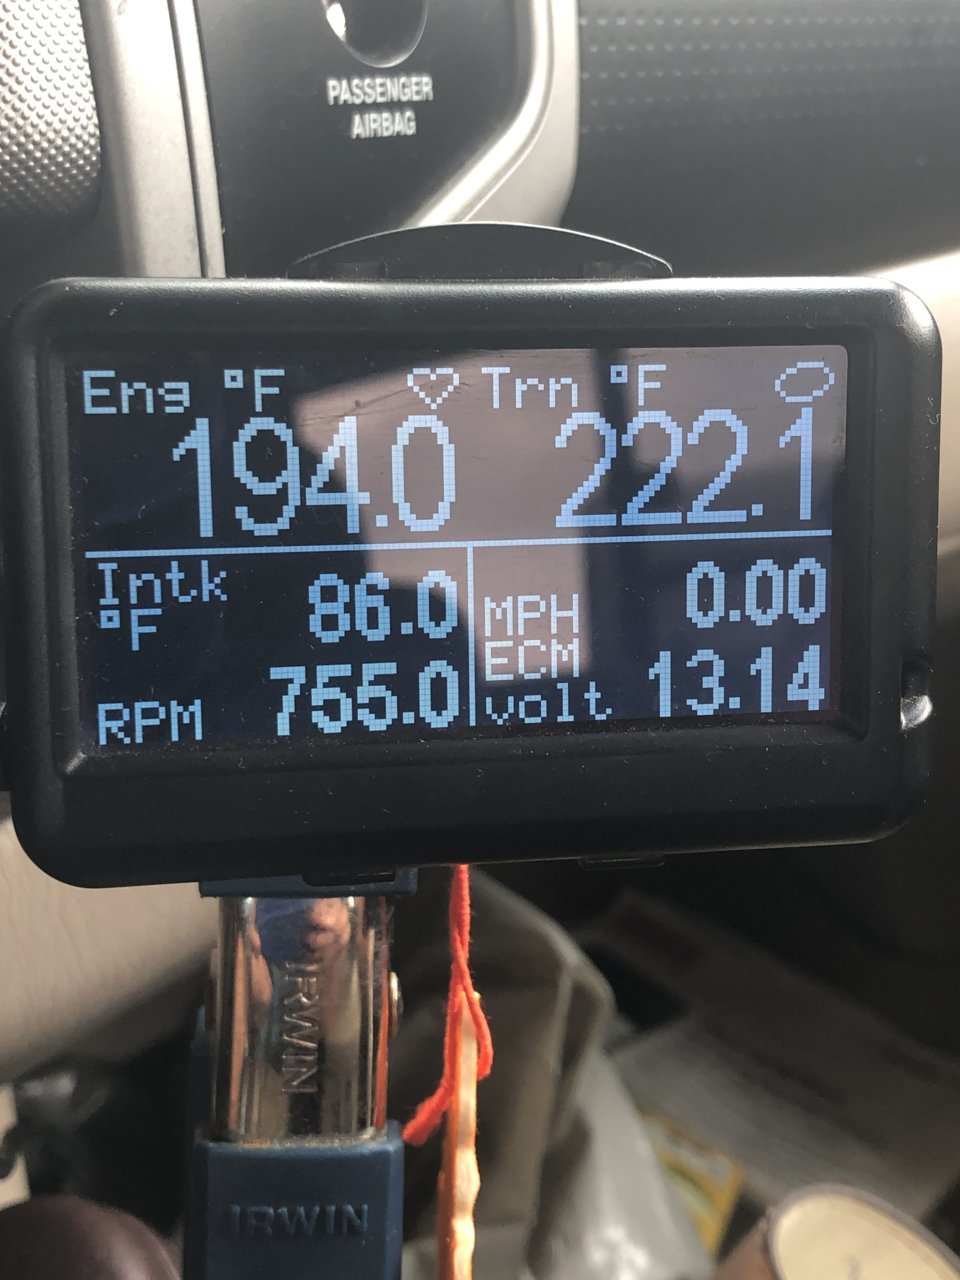 PASSENGER
AIRBAG
Eng °F
194.0
Trn °F
222.1
Intk
°F
86.0
RPM
755.0
MPH
0.00
ECM
volt
13.14
IRWIN
IRWIN